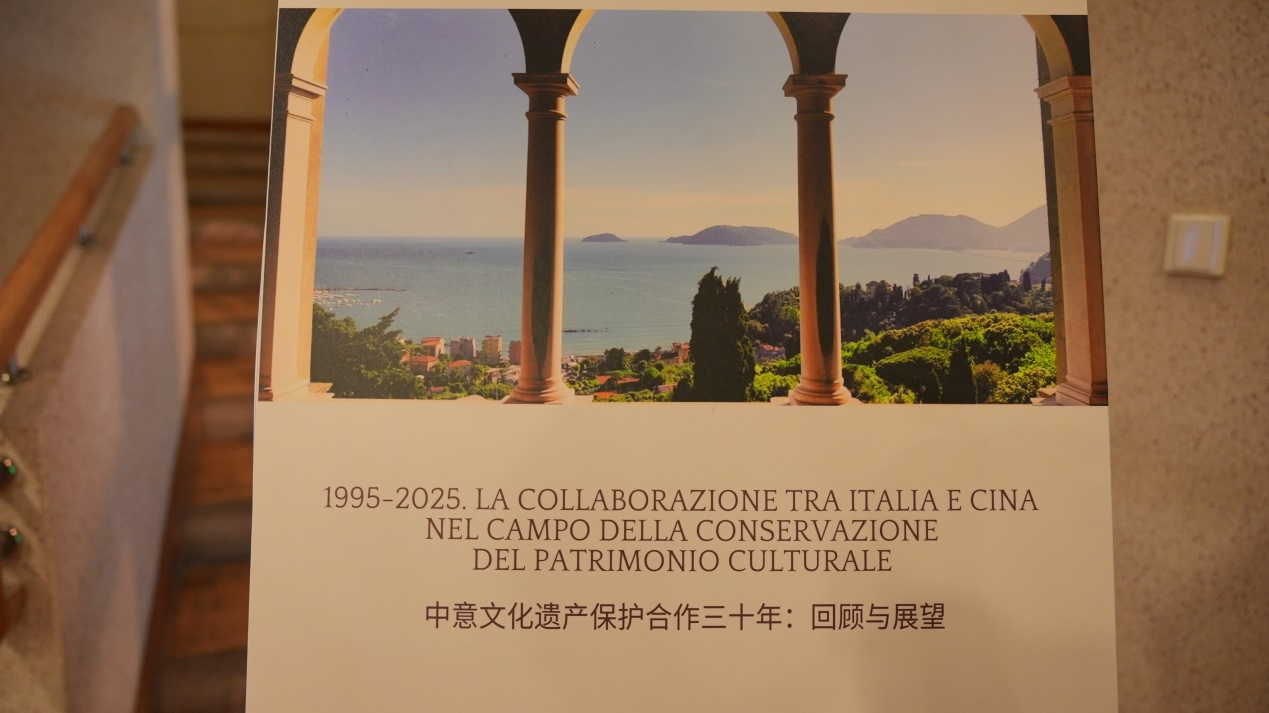 1995-2025. LA COLLABORAZIONE TRA ITALIA E CINA
NEL CAMPO DELLA CONSERVAZIONE
DEL PATRIMONIO CULTURALE
中意文化遗产保护合作三十年：回顾与展望